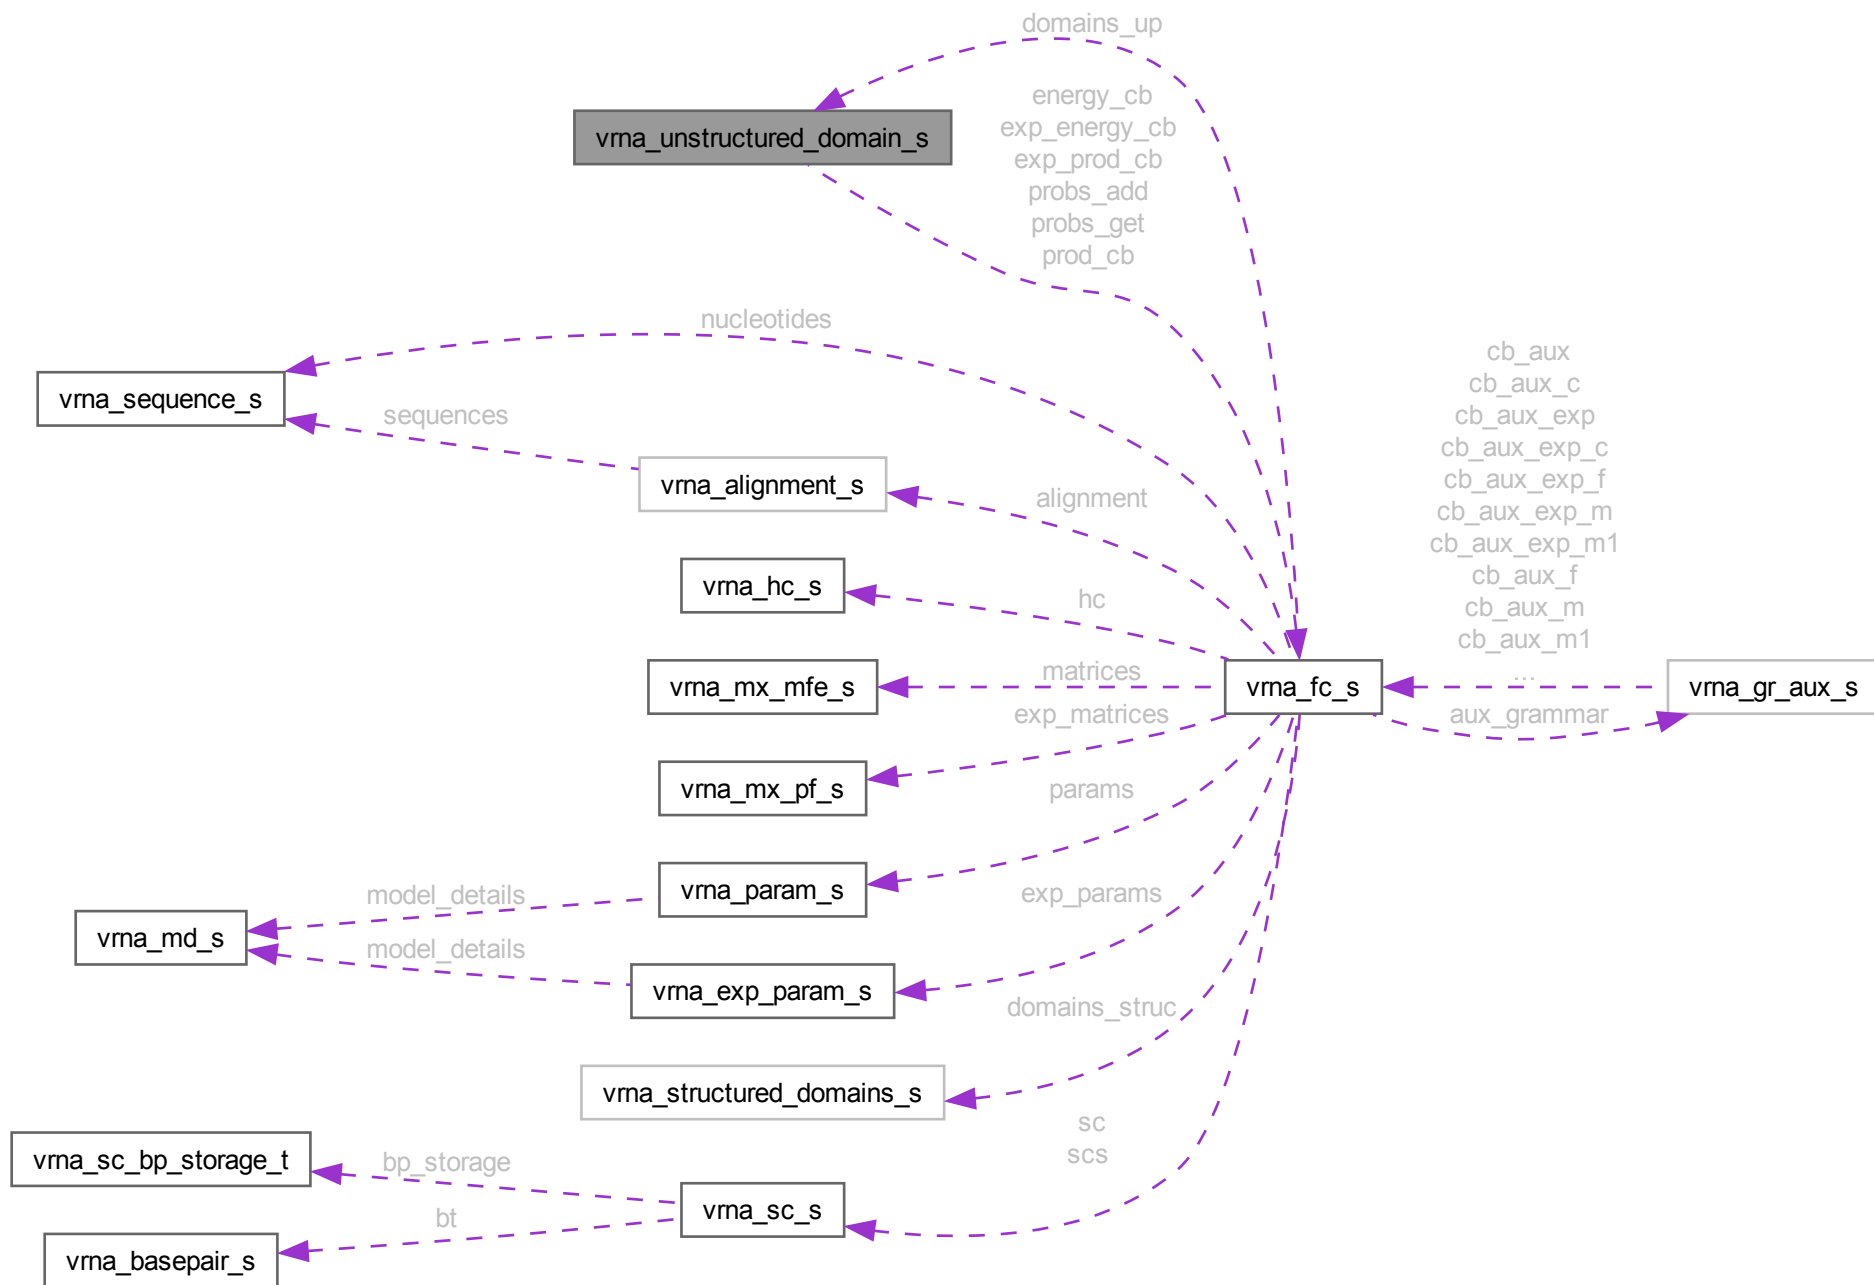 domains_up
energy_cb
exp_energy_cb
exp_prod_cb
probs_add
probs_get
prod_cb
vrna_unstructured_domain_s
nucleotides
vrna_sequence_s
sequences
vrna_alignment_s
alignment
cb_aux
cb_aux_c
cb_aux_exp
cb_aux_exp_c
cb_aux_exp_f
cb_aux_exp_m
cb_aux_exp_m1
cb_aux_f
cb_aux_m
cb_aux_m1
...
vrna_hc_s
hc
vrna_mx_mfe_s
matrices
vrna_fc_s
vrna_gr_aux_s
exp_matrices
aux_grammar
vrna_mx_pf_s
params
vrna_param_s
model_details
exp_params
vrna_md_s
model_details
vrna_exp_param_s
domains_struc
vrna_structured_domains_s
sc
scs
vrna_sc_bp_storage_t
bp_storage
vrna_sc_s
bt
vrna_basepair_s